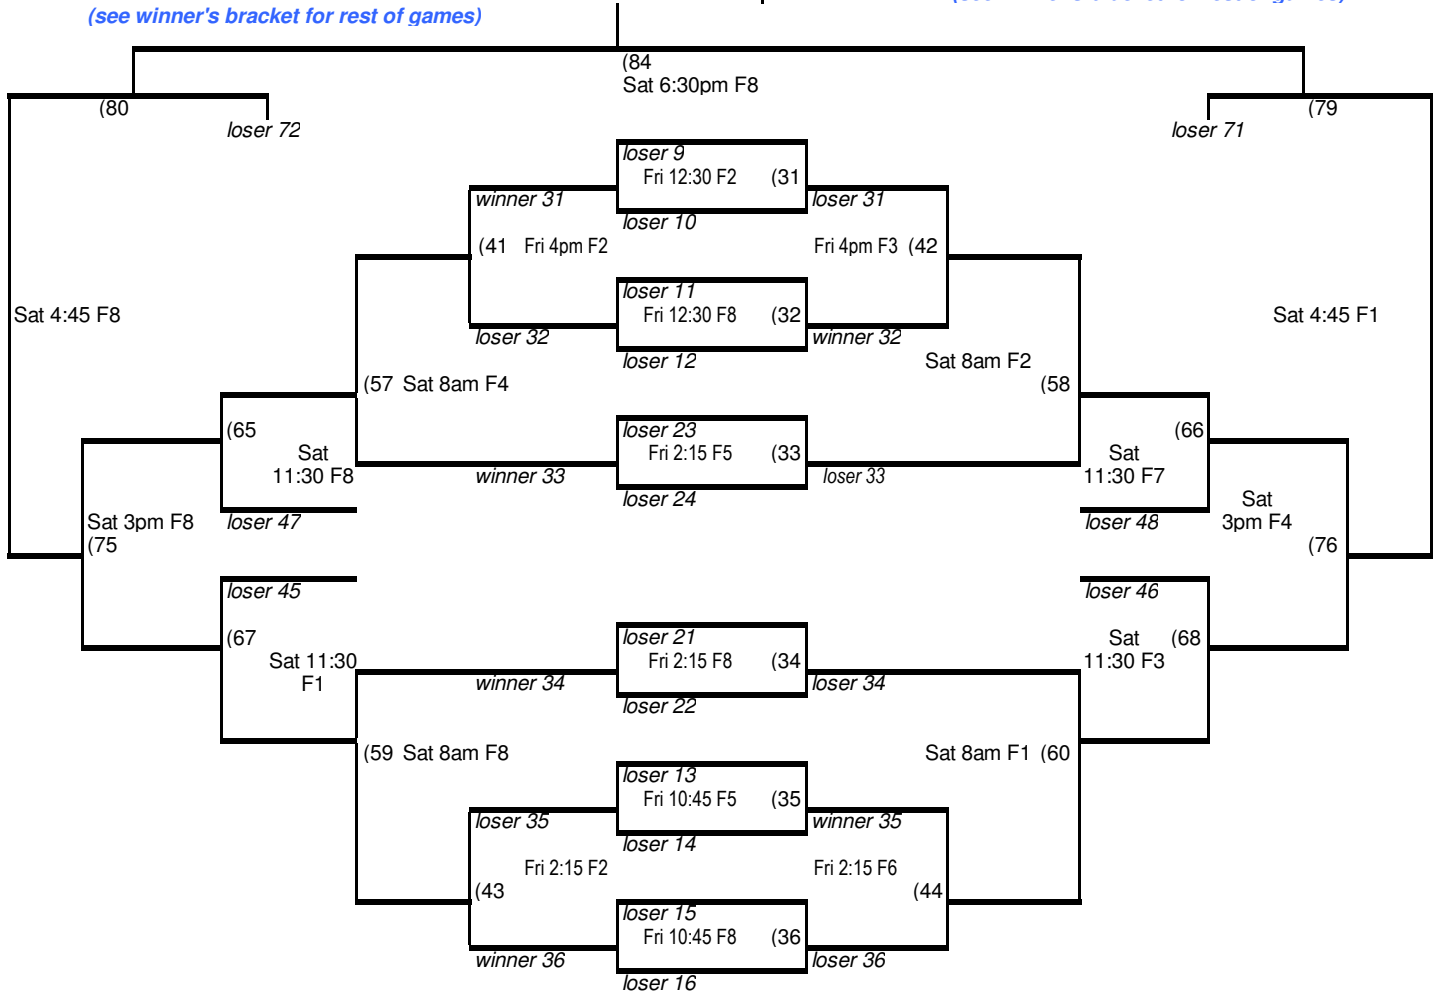 (see winner's bracket for rest of games)
(84
Sat 6:30pm F8
(80
(79
loser 72
loser 71
loser 9
Fri 12:30 F2 (31
winner 31
loser 31
loser 10
(41 Fri 4pm F2
Fri 4pm F3 (42
loser 11
Fri 12:30 F8 (32
Sat 4:45 F8
Sat 4:45 F1
loser 32
winner 32
loser 12
Sat 8am F2
(57 Sat 8am F4
(58
loser 23
(65
(66
Fri 2:15 F5 (33
Sat
11:30 F8
Sat
11:30 F7
winner 33
loser 33
loser 24
Sat
3pm F4
loser 47
loser 48
Sat 3pm F8
(75
(76
loser 45
loser 46
loser 21
(67
Sat (68
11:30 F3
Fri 2:15 F8 (34
Sat 11:30
F1
winner 34
loser 34
loser 22
(59 Sat 8am F8
Sat 8am F1 (60
loser 13
Fri 10:45 F5 (35
loser 35
winner 35
loser 14
Fri 2:15 F2
Fri 2:15 F6
(43
(44
loser 15
Fri 10:45 F8 (36
winner 36
loser 36
loser 16